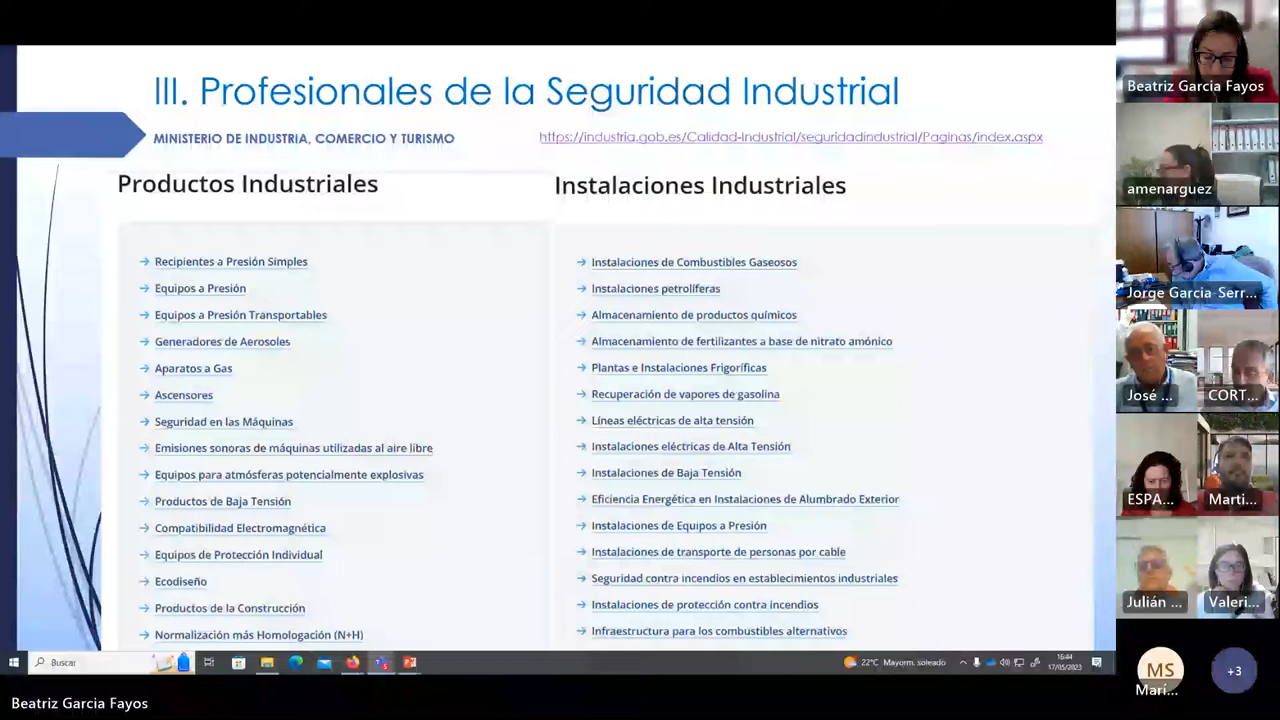 III. Profesionales de la Seguridad Industrial
MINISTERIO DE INDUSTRIA, COMERCIO Y TURISMO
https://industria.gob.es/Calidad-Industrial/seguridadindustrial/Paginas/index.aspx
Productos Industriales
Recipientes a Presión Simples
Equipos a Presión
Equipos a Presión Transportables
Generadores de Aerosoles
Aparatos a Gas
Ascensores
Seguridad en las Máquinas
Emisiones sonoras de máquinas utilizadas al aire libre
Equipos para atmósferas potencialmente explosivas
Productos de Baja Tensión
Compatibilidad Electromagnética
Equipos de Protección Individual
Ecodiseño
Productos de la Construcción
Normalización más Homologación (N+H)
Instalaciones Industriales
Instalaciones de Combustibles Gaseosos
Instalaciones petrolíferas
Almacenamiento de productos químicos
Almacenamiento de fertilizantes a base de nitrato amónico
Plantas e Instalaciones Frigoríficas
Recuperación de vapores de gasolina
Líneas eléctricas de alta tensión
Instalaciones eléctricas de Alta Tensión
Instalaciones de Baja Tensión
Eficiencia Energética en Instalaciones de Alumbrado Exterior
Instalaciones de Equipos a Presión
Instalaciones de transporte de personas por cable
Seguridad contra incendios en establecimientos industriales
Instalaciones de protección contra incendios
Infraestructura para los combustibles alternativos
Buscar
22°C Mayorm. soleado
16:44
17/05/2023
Beatriz Garcia Fayos
Beatriz Garcia Fayos
amenarguez
Jorge Garcia-Serr...
José ...
CORT...
ESPA...
Marti...
Julián ...
Valeri...
MS
Marí...
+3